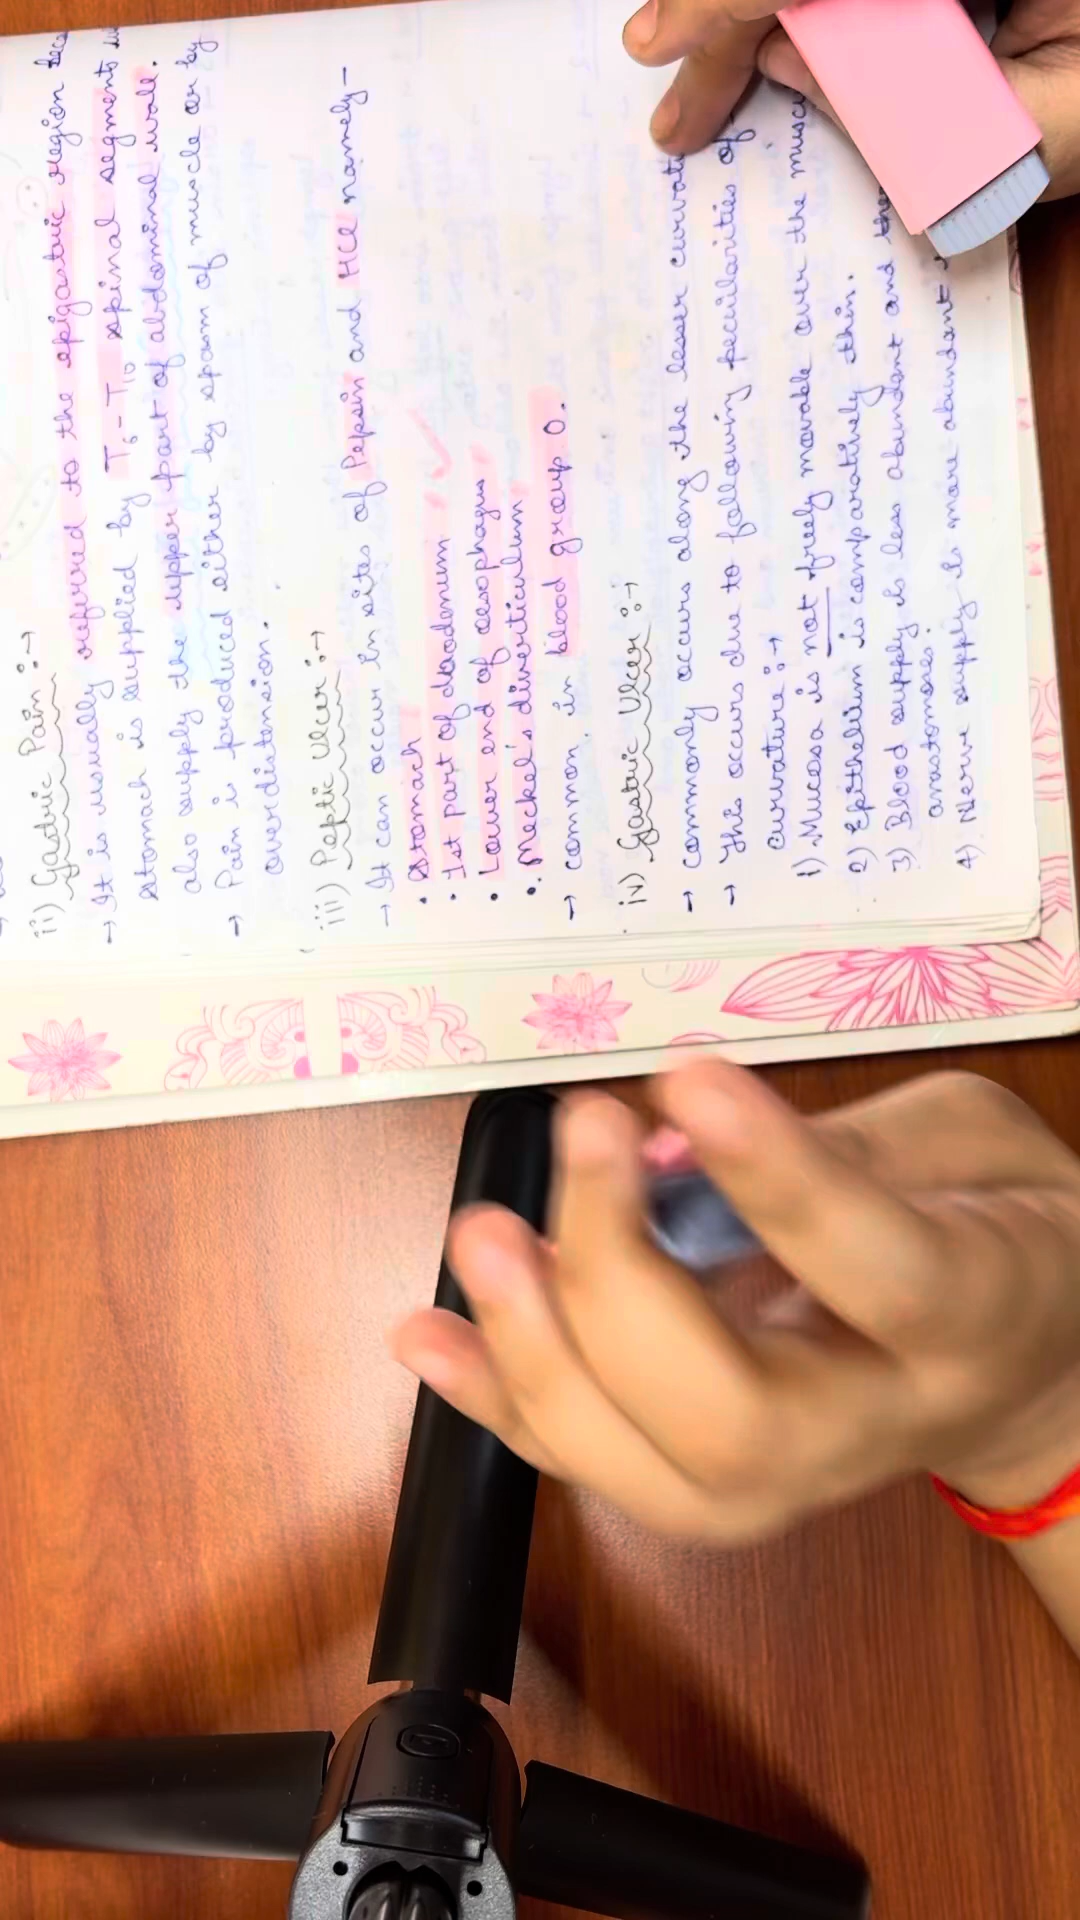 ii) Gastric Pain :→
→ It is usually referred to the epigastric region
stomach is supplied by T6 - T10 spinal segments
also supply the upper part of abdominal wall.
→ Pain is produced either by spasm of muscle or by
overdistension.
iii) Peptic Ulcer :→
→ It can occur in sites of Pepsin and HCl namely -
• Stomach
• 1st part of duodenum
• Lower end of oesophagus
• Meckel's diverticulum
→ common in blood group O.
iv) Gastric Ulcer :→
→ commonly occurs along the lesser
→ This occurs due to following peculiarities of
curvature :→
1) Mucosa is not freely movable over the
2) Epithelium is comparatively thin.
3) Blood supply is less abundant and
anastomoses.
4) Nerve supply is more abundant